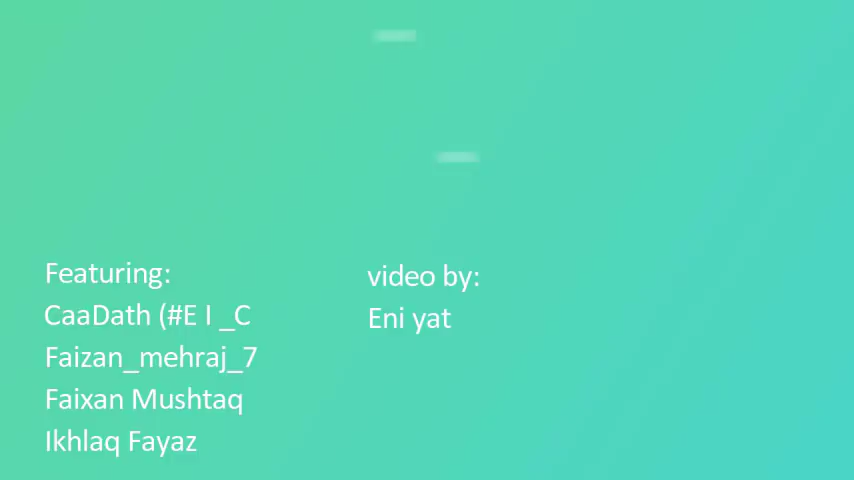 Featuring:
CaaDath (#E I _C
Faizan_mehraj_7
Faixan Mushtaq
Ikhlaq Fayaz
video by:
Eni yat